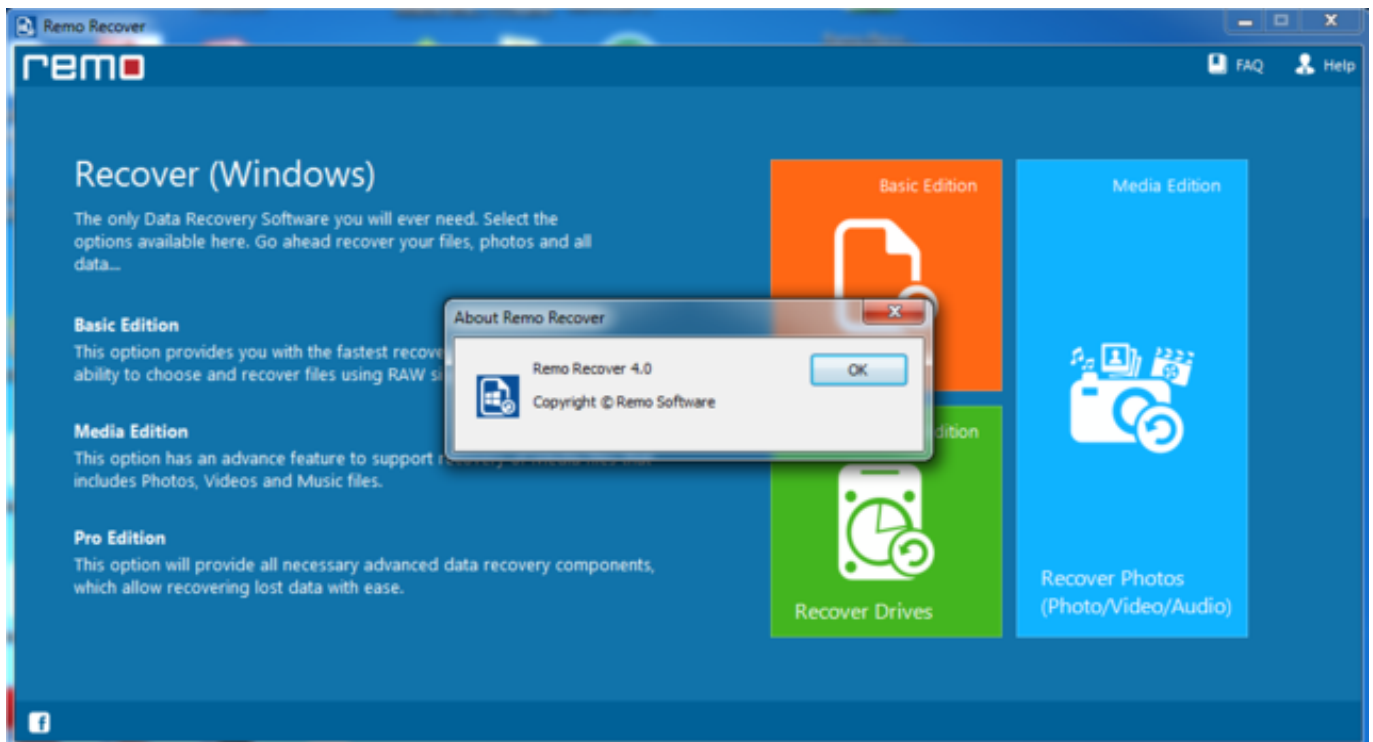 Remo Recover
remo
FAQ
Help
Recover (Windows)
The only Data Recovery Software you will ever need. Select the
options available here. Go ahead recover your files, photos and all
data...
Basic Edition
This option provides you with the fastest
ability to choose and recover files using RAW
Media Edition
This option has an advance feature to support recovery of Media files that
includes Photos, Videos and Music files.
Pro Edition
This option will provide all necessary advanced data recovery components,
which allow recovering lost data with ease.
Basic Edition
Media Edition
About Remo Recover
Remo Recover 4.0
OK
Copyright © Remo Software
dition
Recover Drives
Recover Photos
(Photo/Video/Audio)
f